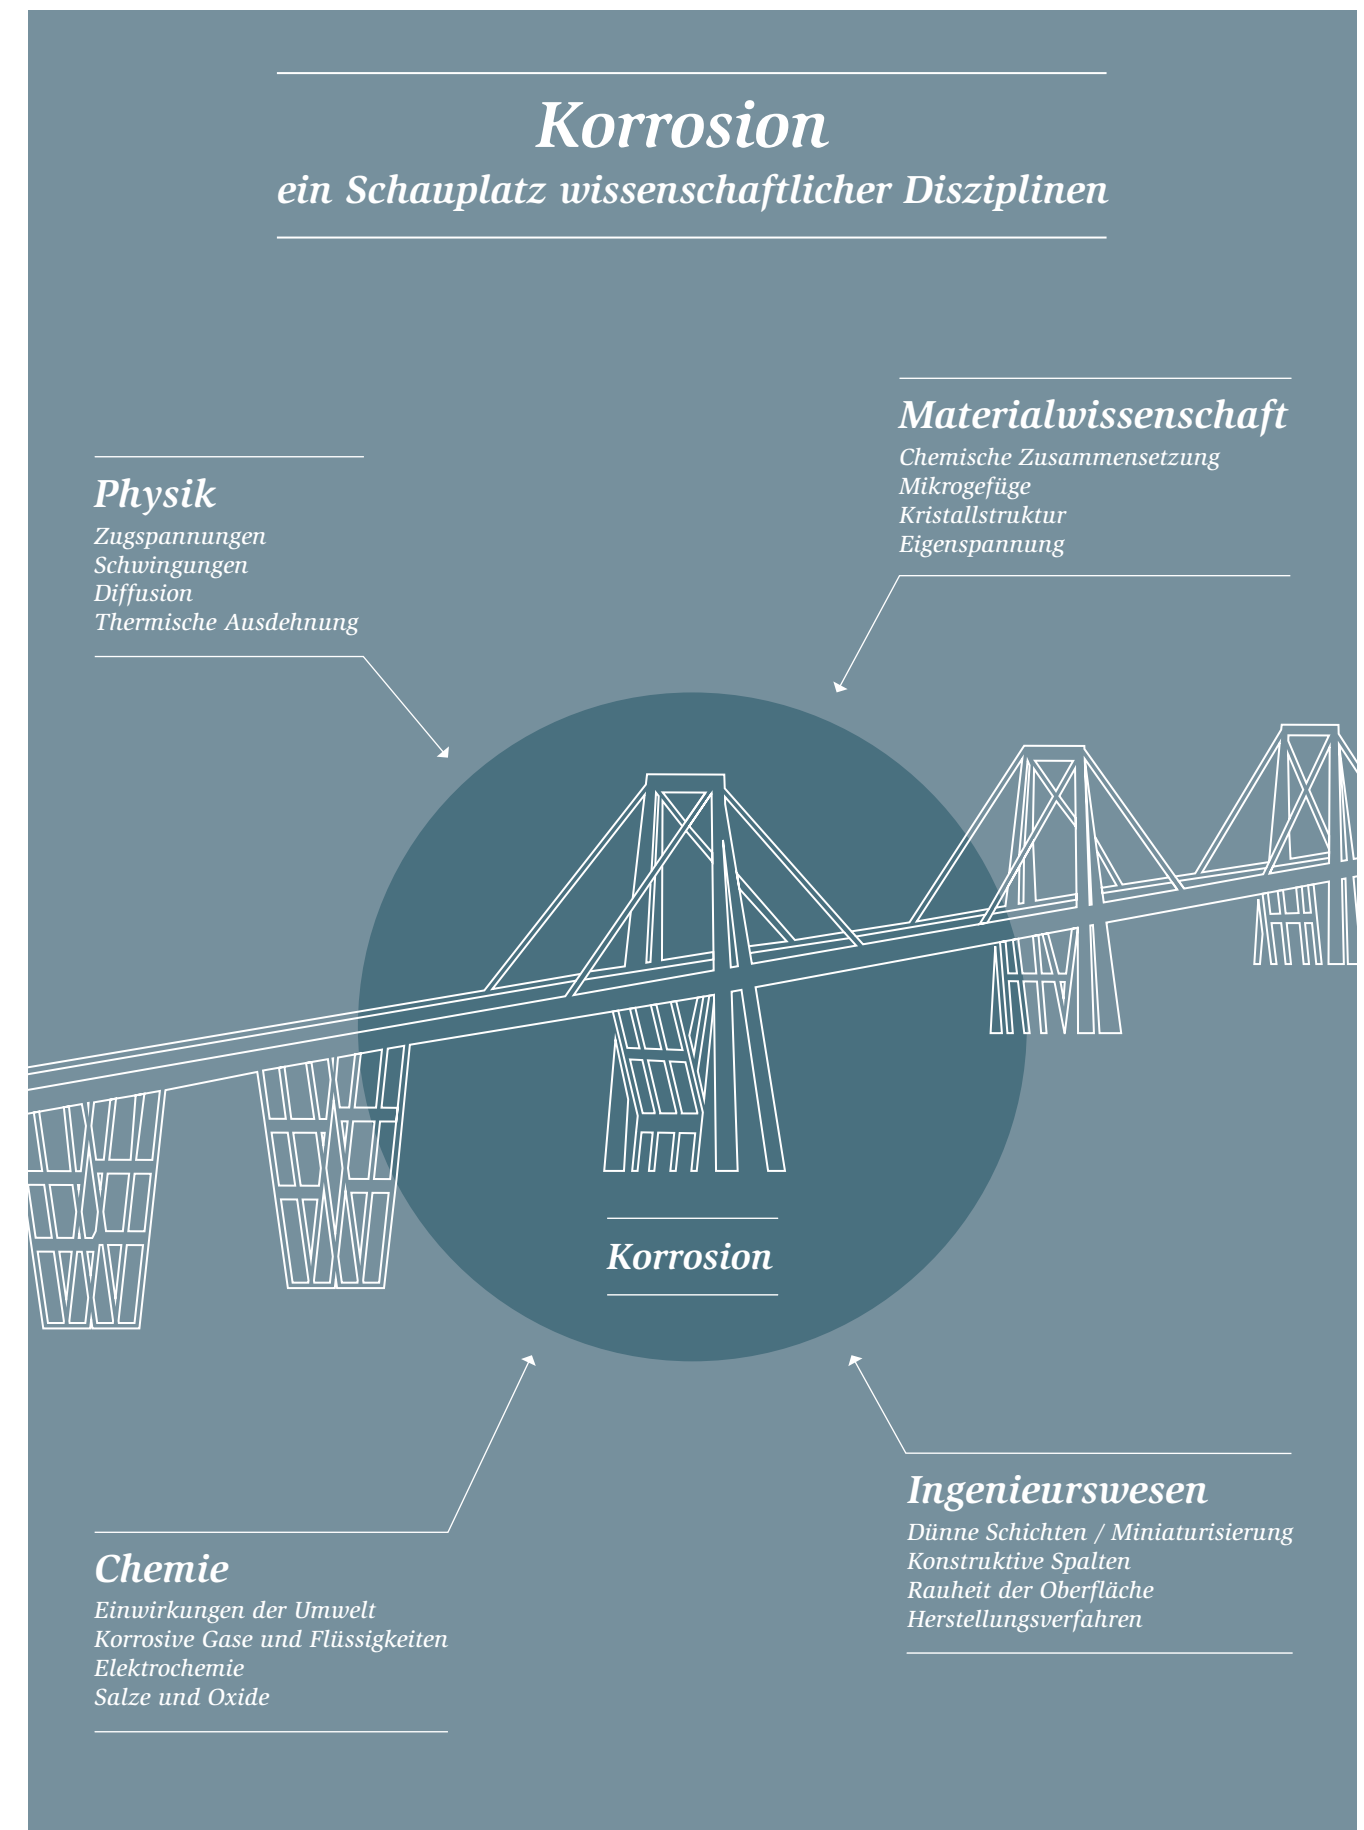 Korrosion
ein Schauplatz wissenschaftlicher Disziplinen
Materialwissenschaft
Chemische Zusammensetzung
Mikrogefüge
Kristallstruktur
Eigenspannung
Physik
Zugspannungen
Schwingungen
Diffusion
Thermische Ausdehnung
Korrosion
Ingenieurswesen
Dünne Schichten / Miniaturisierung
Konstruktive Spalten
Rauheit der Oberfläche
Herstellungsverfahren
Chemie
Einwirkungen der Umwelt
Korrosive Gase und Flüssigkeiten
Elektrochemie
Salze und Oxide